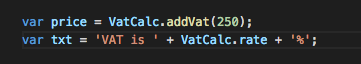 var price = VatCalc.addVat(250);
var txt = 'VAT is ' + VatCalc.rate + '%';